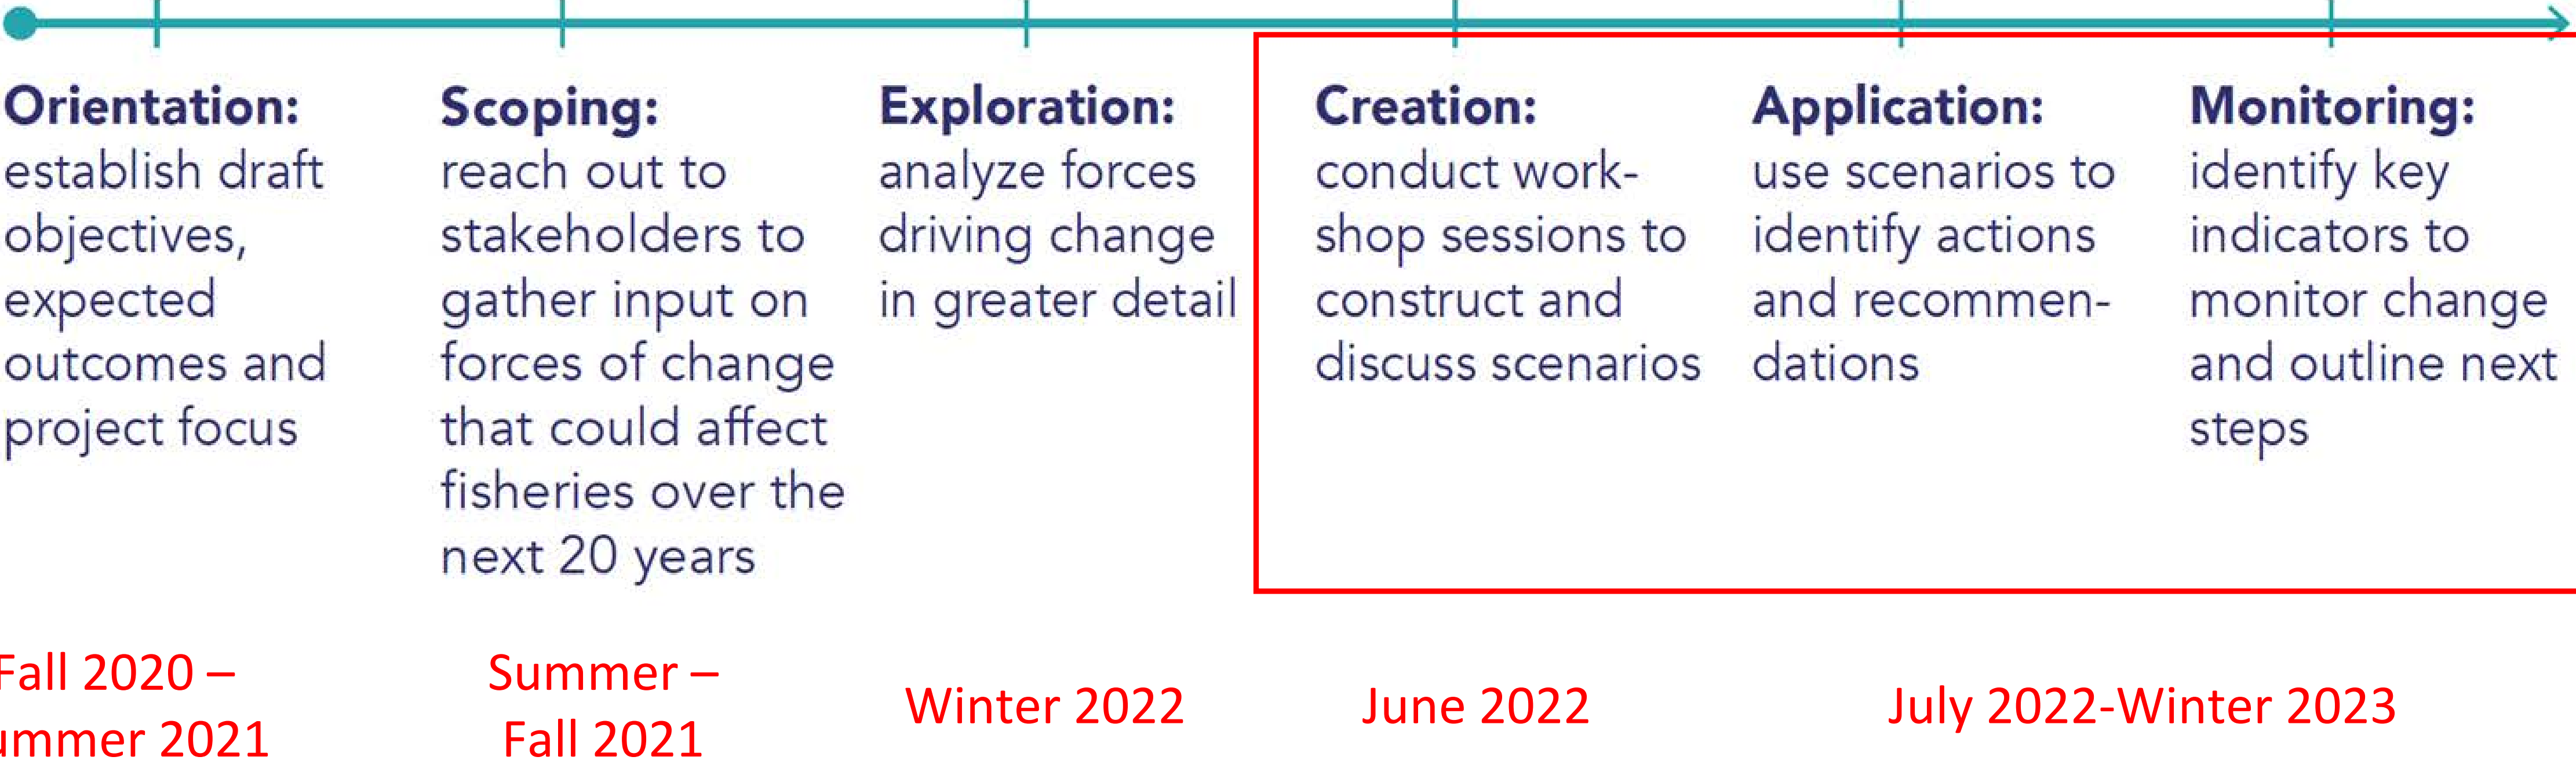 Orientation:
establish draft
objectives,
expected
outcomes and
project focus
Scoping:
reach out to
stakeholders to
gather input on
forces of change
that could affect
fisheries over the
next 20 years
Exploration:
analyze forces
driving change
in greater detail
Creation:
conduct work-
shop sessions to
construct and
discuss scenarios
Application:
use scenarios to
identify actions
and recommen-
dations
Monitoring:
identify key
indicators to
monitor change
and outline next
steps
Fall 2020 –
ummer 2021
Summer –
Fall 2021
Winter 2022
June 2022
July 2022-Winter 2023